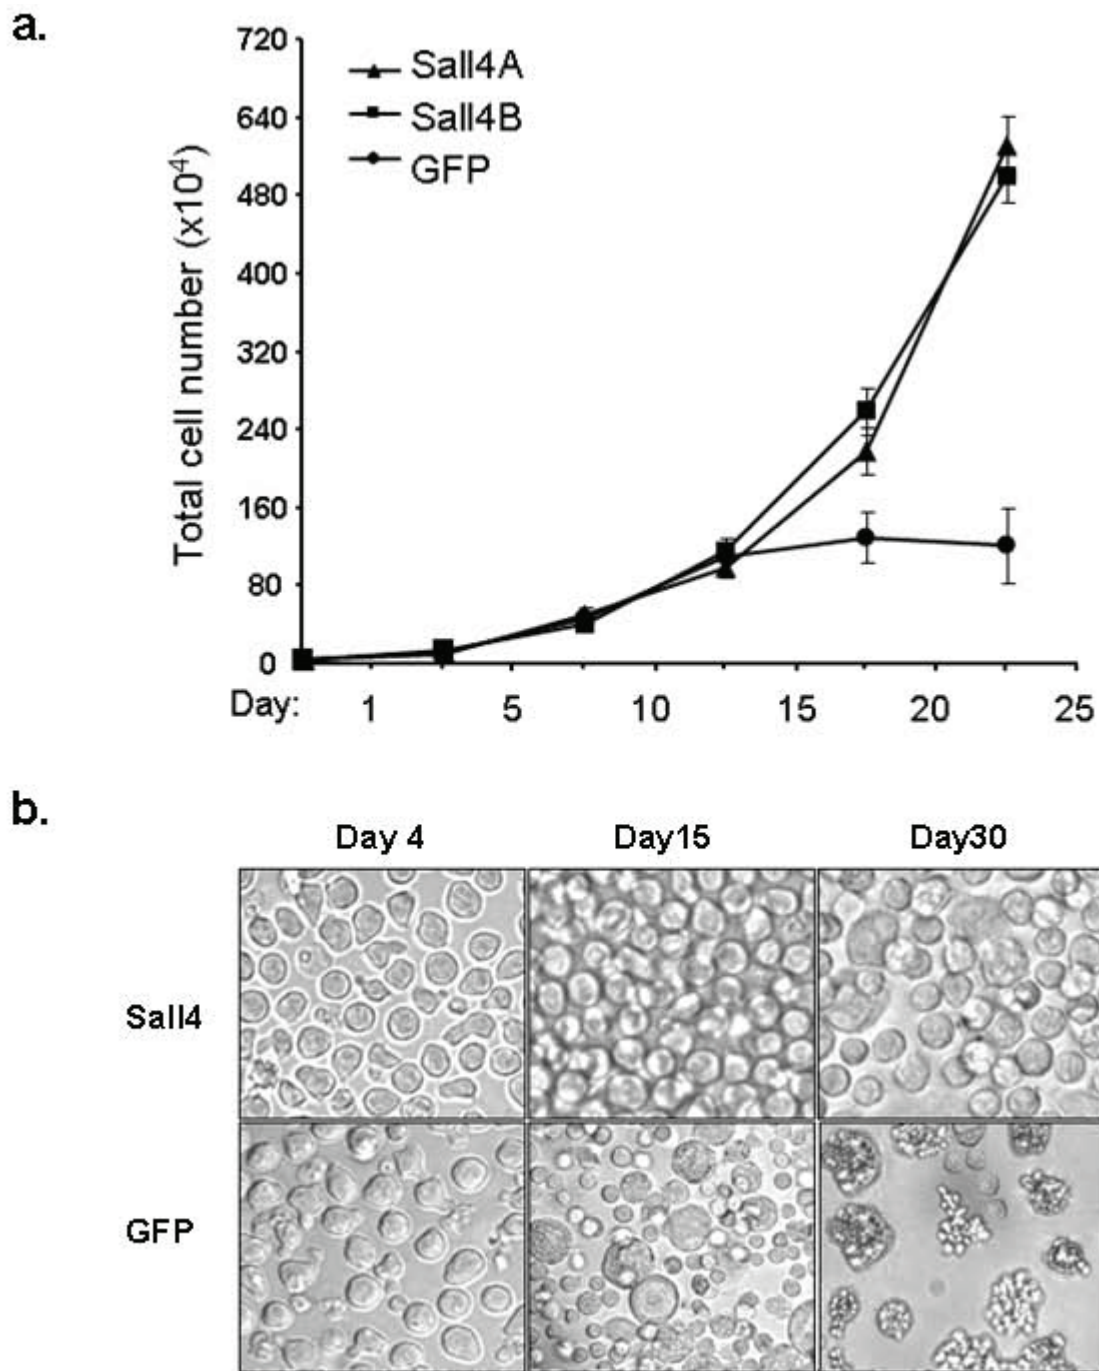 a.
720
640
480
400
320
240
160
80
0
Total cell number (x10⁴)
Sall4A
Sall4B
GFP
Day: 1 5 10 15 20 25
b.
Day 4 Day15 Day30
Sall4
GFP